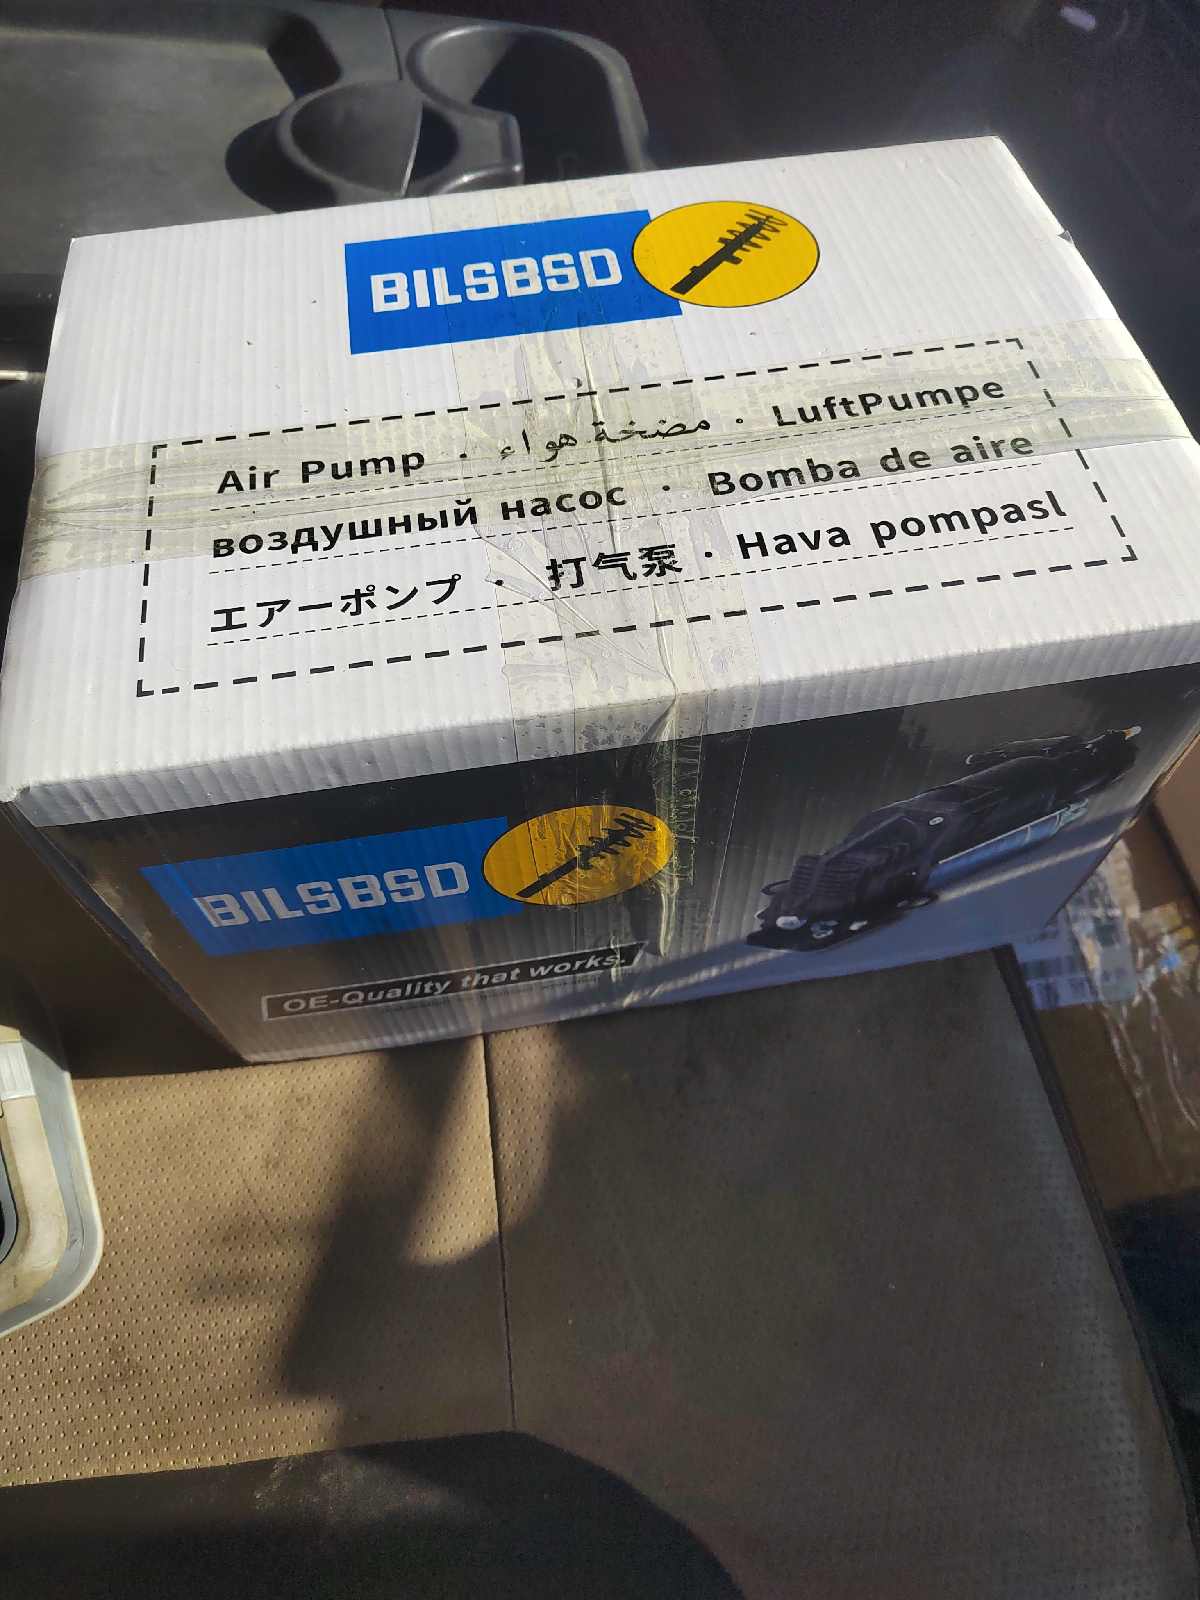 BILSBSD
Air Pump · مضخة هواء · LuftPumpe
воздушный насос · Bomba de aire
エアーポンプ · 打气泵 · Hava pompasl
BILSBSD
OE-Quality that works.